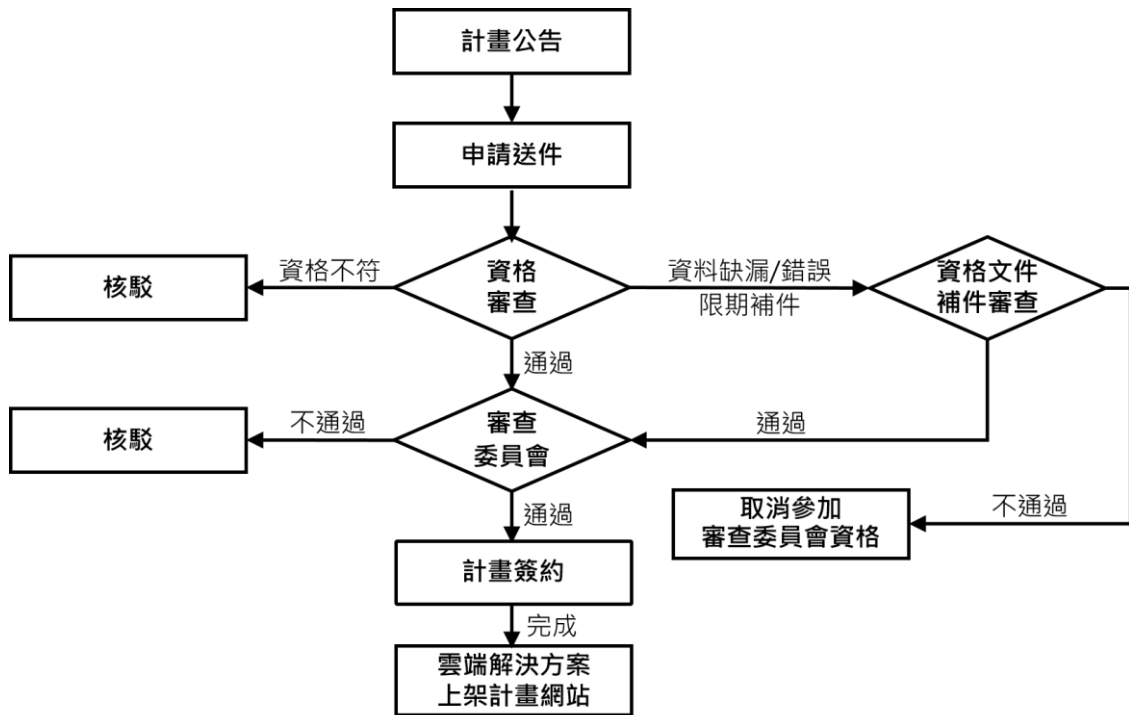 計畫公告
申請送件
核駁
資格不符
資格
審查
資料缺漏/錯誤
限期補件
資格文件
補件審查
通過
核駁
不通過
審查
委員會
通過
通過
取消參加
審查委員會資格
不通過
計畫簽約
完成
雲端解決方案
上架計畫網站